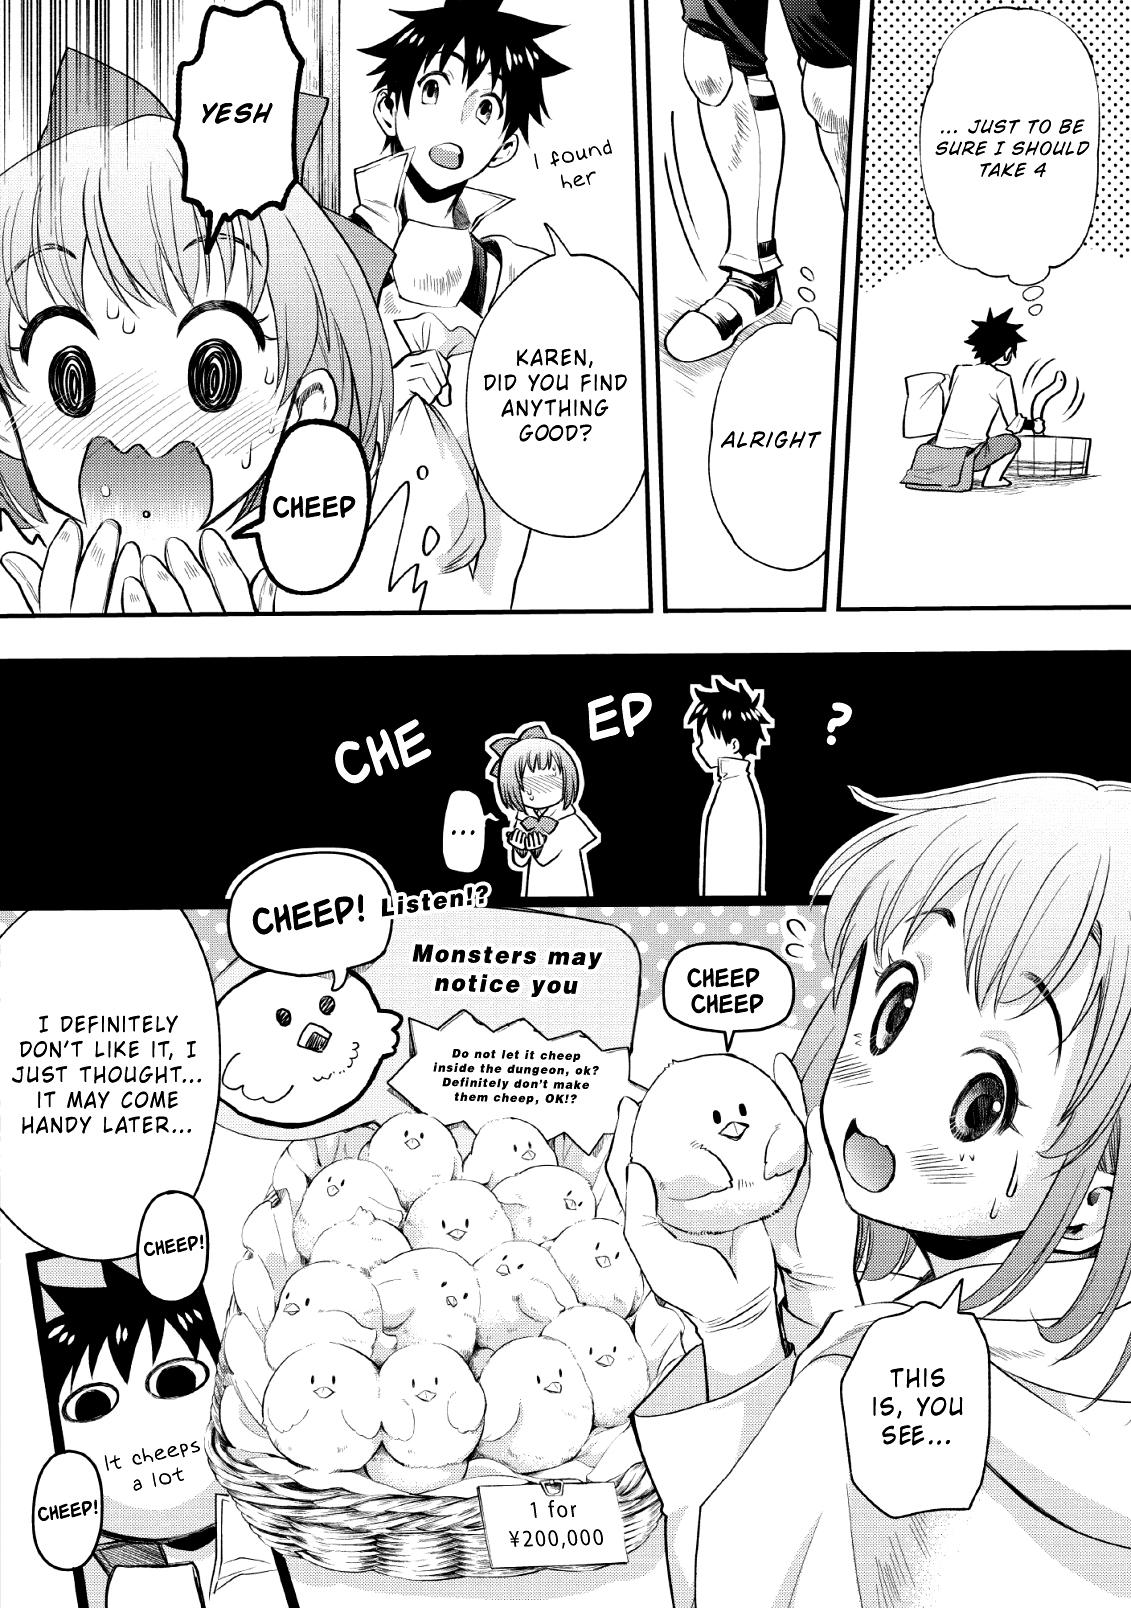 ... JUST TO BE
SURE I SHOULD
TAKE 4
ALRIGHT
I found
her
KAREN,
DID YOU FIND
ANYTHING
GOOD?
YESH
CHEEP
?
CHE
EP
...
CHEEP
CHEEP
THIS
IS, YOU
SEE...
CHEEP!
Listen!?
Monsters may
notice you
Do not let it cheep
inside the dungeon, ok?
Definitely don't make
them cheep, OK!?
1 for
¥200,000
I DEFINITELY
DON'T LIKE IT, I
JUST THOUGHT...
IT MAY COME
HANDY LATER...
CHEEP!
It cheeps
a lot
CHEEP!